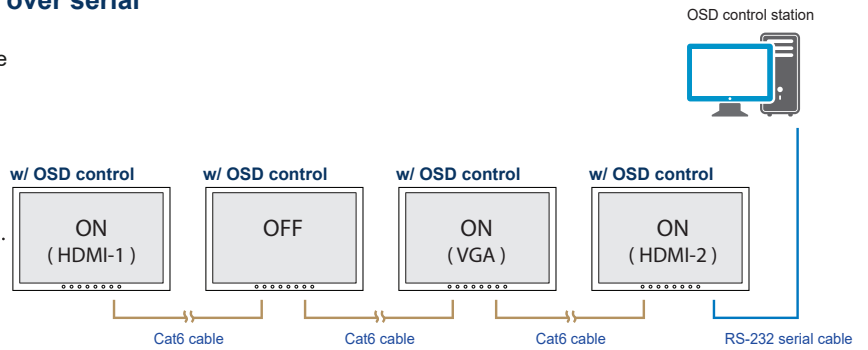 over serial
OSD control station
e
w/ OSD control
w/ OSD control
w/ OSD control
w/ OSD control
.
ON
( HDMI-1 )
OFF
ON
( VGA )
ON
( HDMI-2 )
Cat6 cable
Cat6 cable
Cat6 cable
RS-232 serial cable